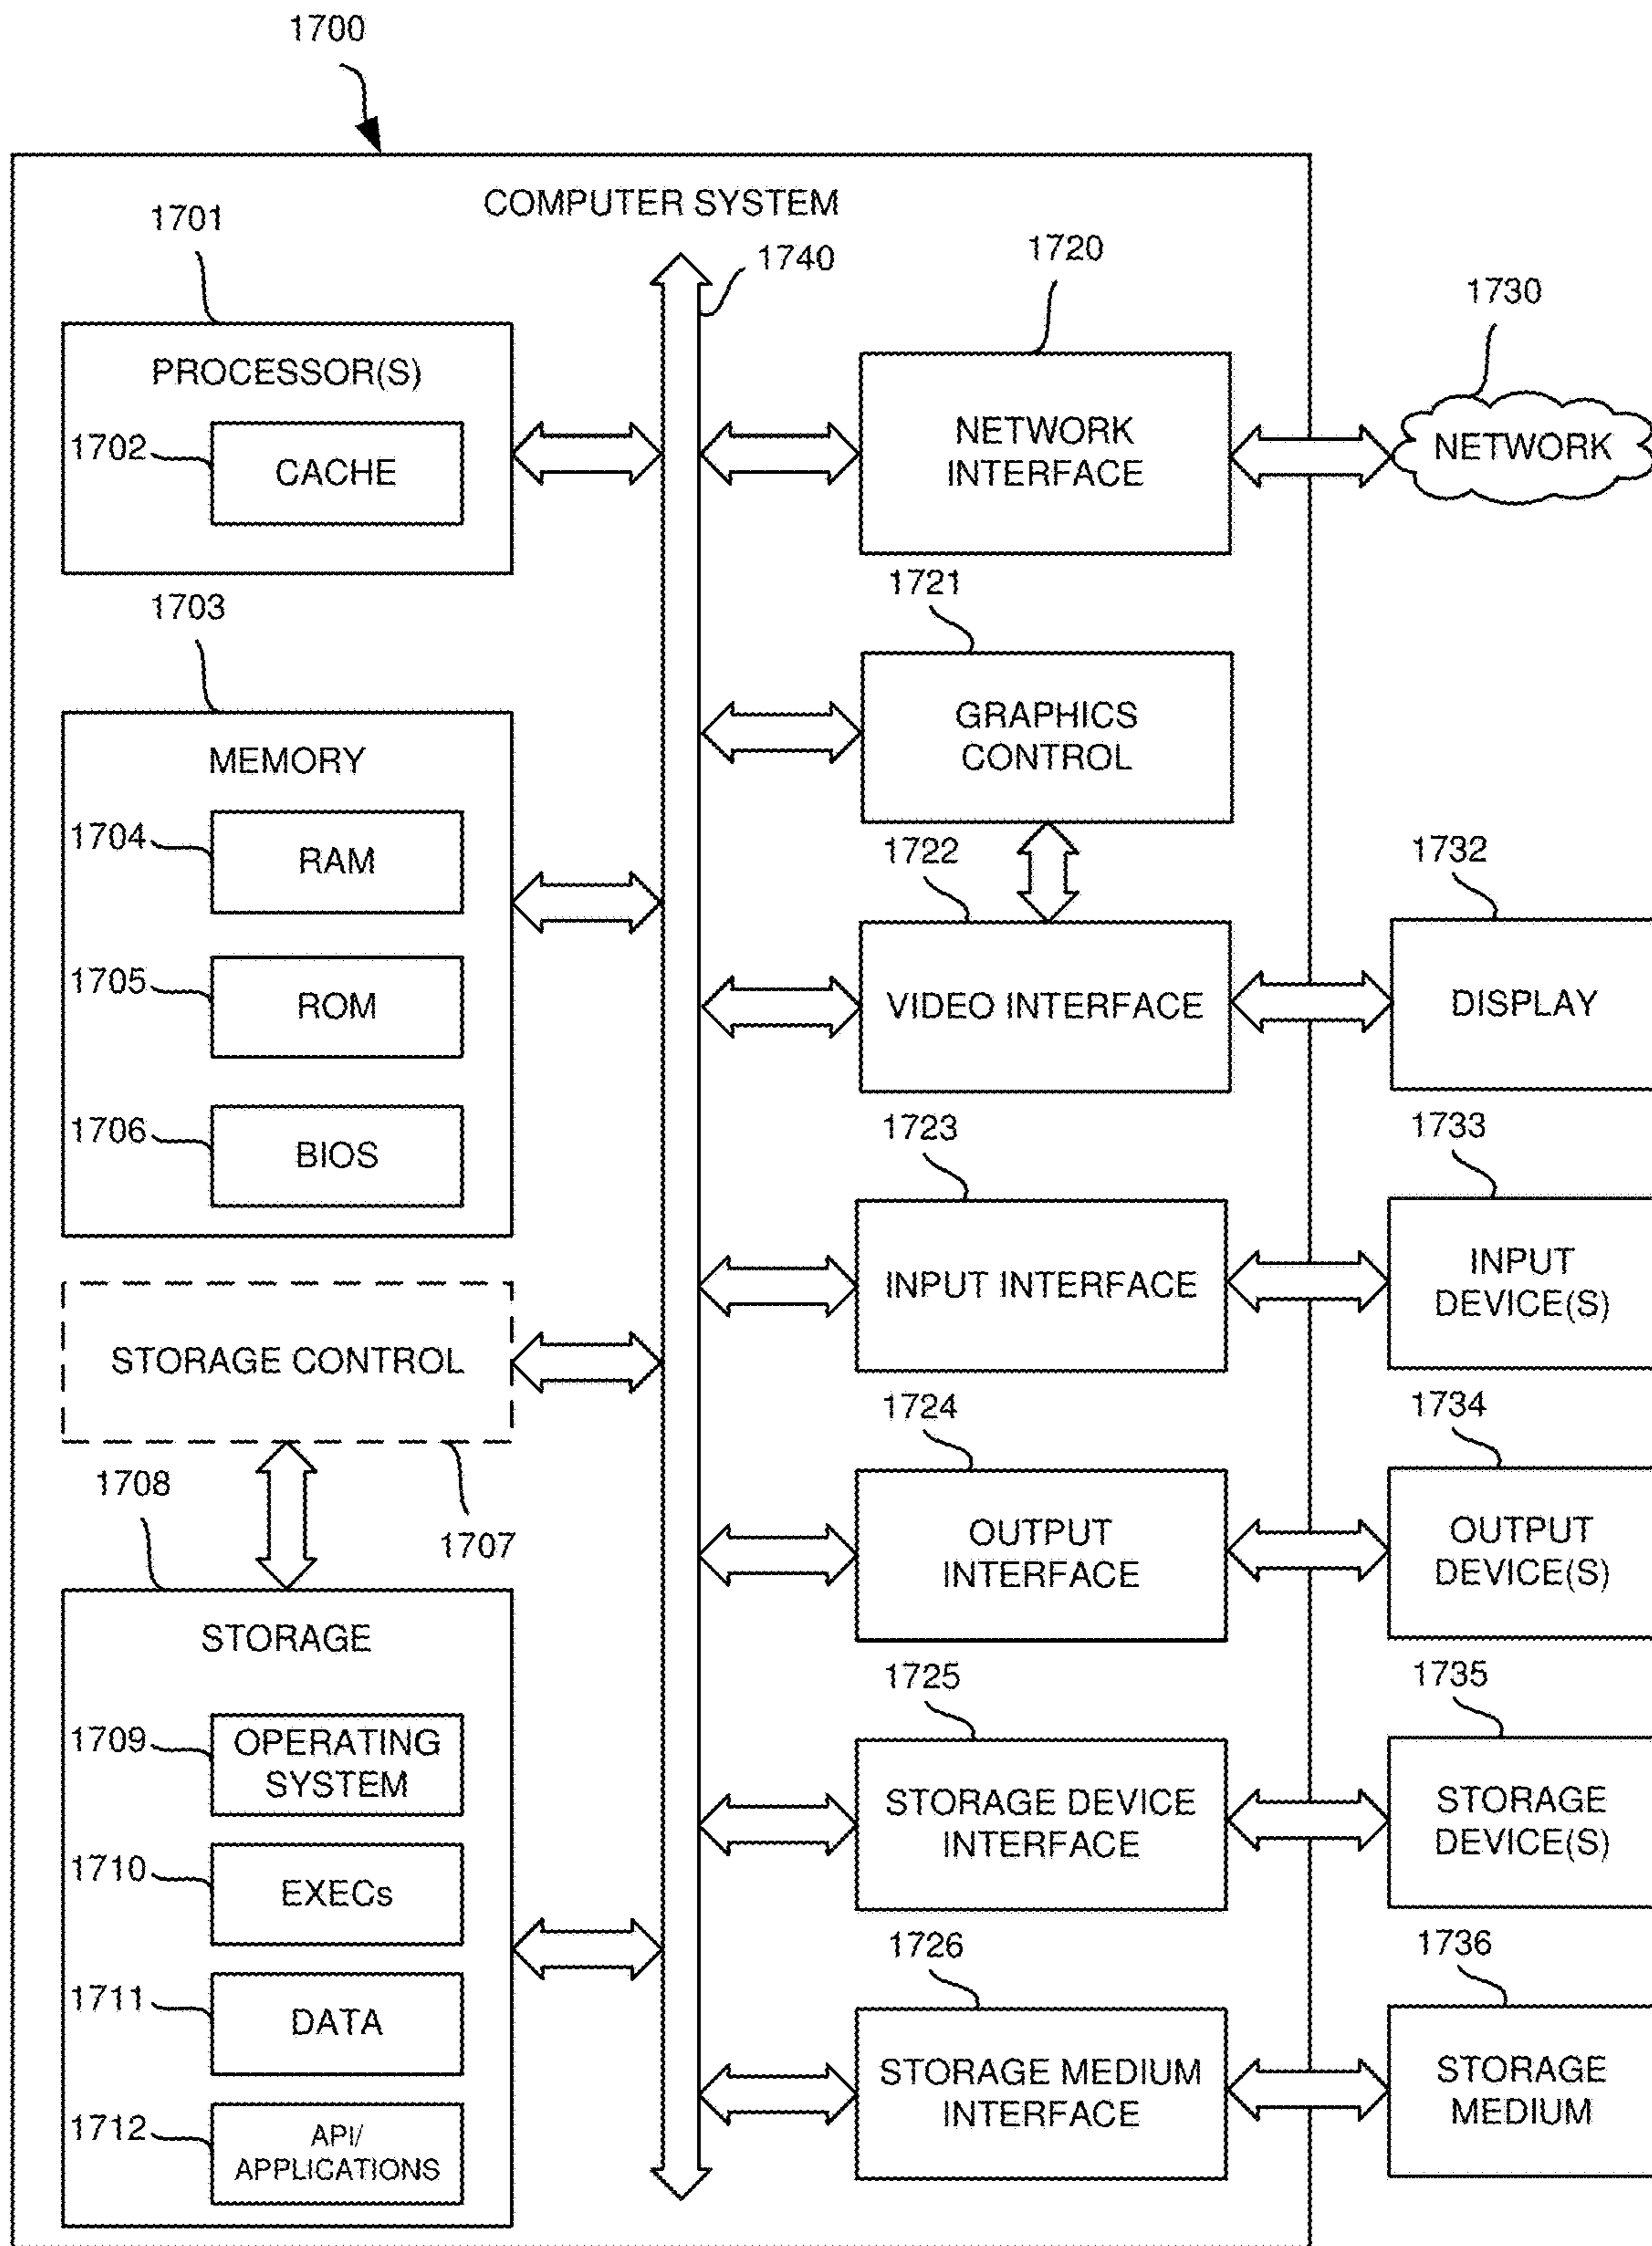 1700
COMPUTER SYSTEM
1701
1740
1720
1730
PROCESSOR(S)
1702
CACHE
NETWORK
INTERFACE
NETWORK
1703
1721
MEMORY
GRAPHICS
CONTROL
1704
RAM
1722
1732
1705
ROM
VIDEO INTERFACE
DISPLAY
1706
BIOS
1723
1733
INPUT INTERFACE
INPUT
DEVICE(S)
STORAGE CONTROL
1707
1724
1734
1708
OUTPUT
INTERFACE
OUTPUT
DEVICE(S)
STORAGE
1725
1735
1709
OPERATING
SYSTEM
STORAGE DEVICE
INTERFACE
STORAGE
DEVICE(S)
1710
EXECs
1726
1736
1711
DATA
STORAGE MEDIUM
INTERFACE
STORAGE
MEDIUM
1712
API/
APPLICATIONS